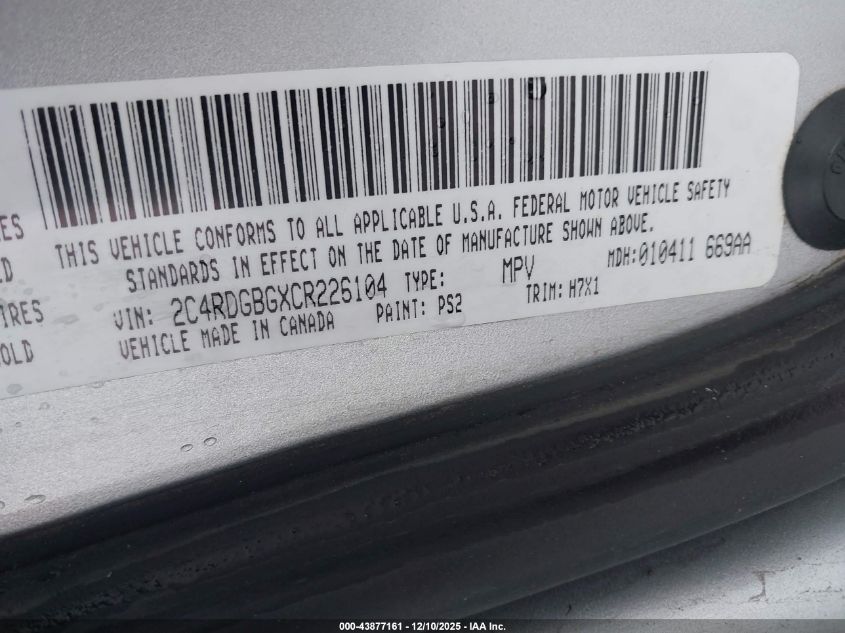 THIS VEHICLE CONFORMS TO ALL APPLICABLE U.S.A. FEDERAL MOTOR VEHICLE SAFETY
STANDARDS IN EFFECT ON THE DATE OF MANUFACTURE SHOWN ABOVE.
MDH:010411 669AA
VIN: 2C4RDGBGXCR226104 TYPE: MPV
VEHICLE MADE IN CANADA PAINT: PS2 TRIM: H7X1
IRES
OLD
000-43877161 - 12/10/2025 - IAA Inc.